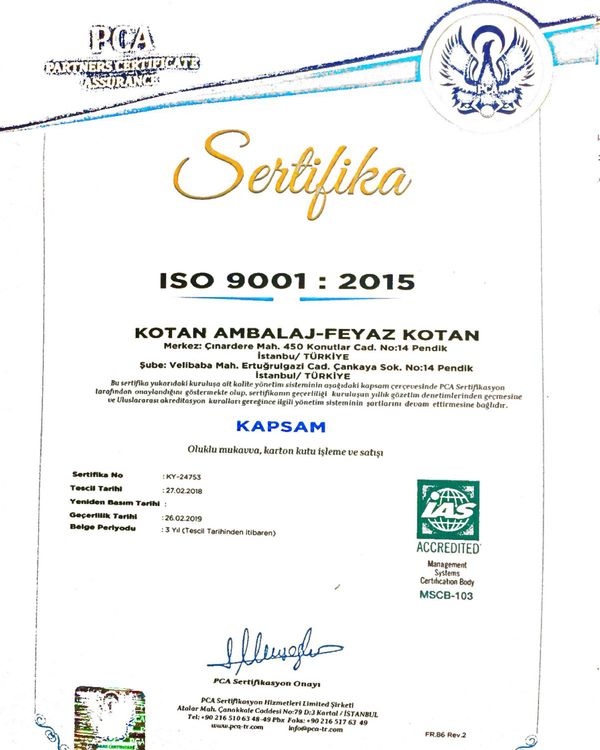 PCA
PARTNERS CERTIFICATE
ASSURANCE
PCA
Sertifika
ISO 9001 : 2015
KOTAN AMBALAJ-FEYAZ KOTAN
Merkez: Çınardere Mah. 450 Konutlar Cad. No:14 Pendik
İstanbu/ TÜRKİYE
Şube: Velibaba Mah. Ertuğrulgazi Cad. Çankaya Sok. No:14 Pendik
İstanbul/ TÜRKİYE
Bu sertifika yukarıdaki kuruluşa ait kalite yönetim sisteminin aşağıdaki kapsam çerçevesinde PCA Sertifikasyon
tarafından onaylandığını göstermekte olup, sertifikanın geçerliliği kuruluşun yıllık gözetim denetimlerinden geçmesine
ve Uluslararası akreditasyon kuralları gereğince ilgili yönetim sisteminin şartlarını devam ettirmesine bağlıdır.
KAPSAM
Oluklu mukavva, karton kutu işleme ve satışı
Sertifika No : KY-24753
Tescil Tarihi : 27.02.2018
Yeniden Basım Tarihi :
Geçerlilik Tarihi : 26.02.2019
Belge Periyodu : 3 Yıl (Tescil Tarihinden itibaren)
IAS
ACCREDITED
Management
Systems
Certification Body
MSCB-103
PCA Sertifikasyon Onayı
PCA Sertifikasyon Hizmetleri Limited Şirketi
Atalar Mah. Çanakkale Caddesi No:79 D:3 Kartal / İSTANBUL
Tel: +90 216 510 63 48-49 Pbx Faks: +90 216 517 63 49
www.pca-tr.com info@pca-tr.com
FR.86 Rev.2